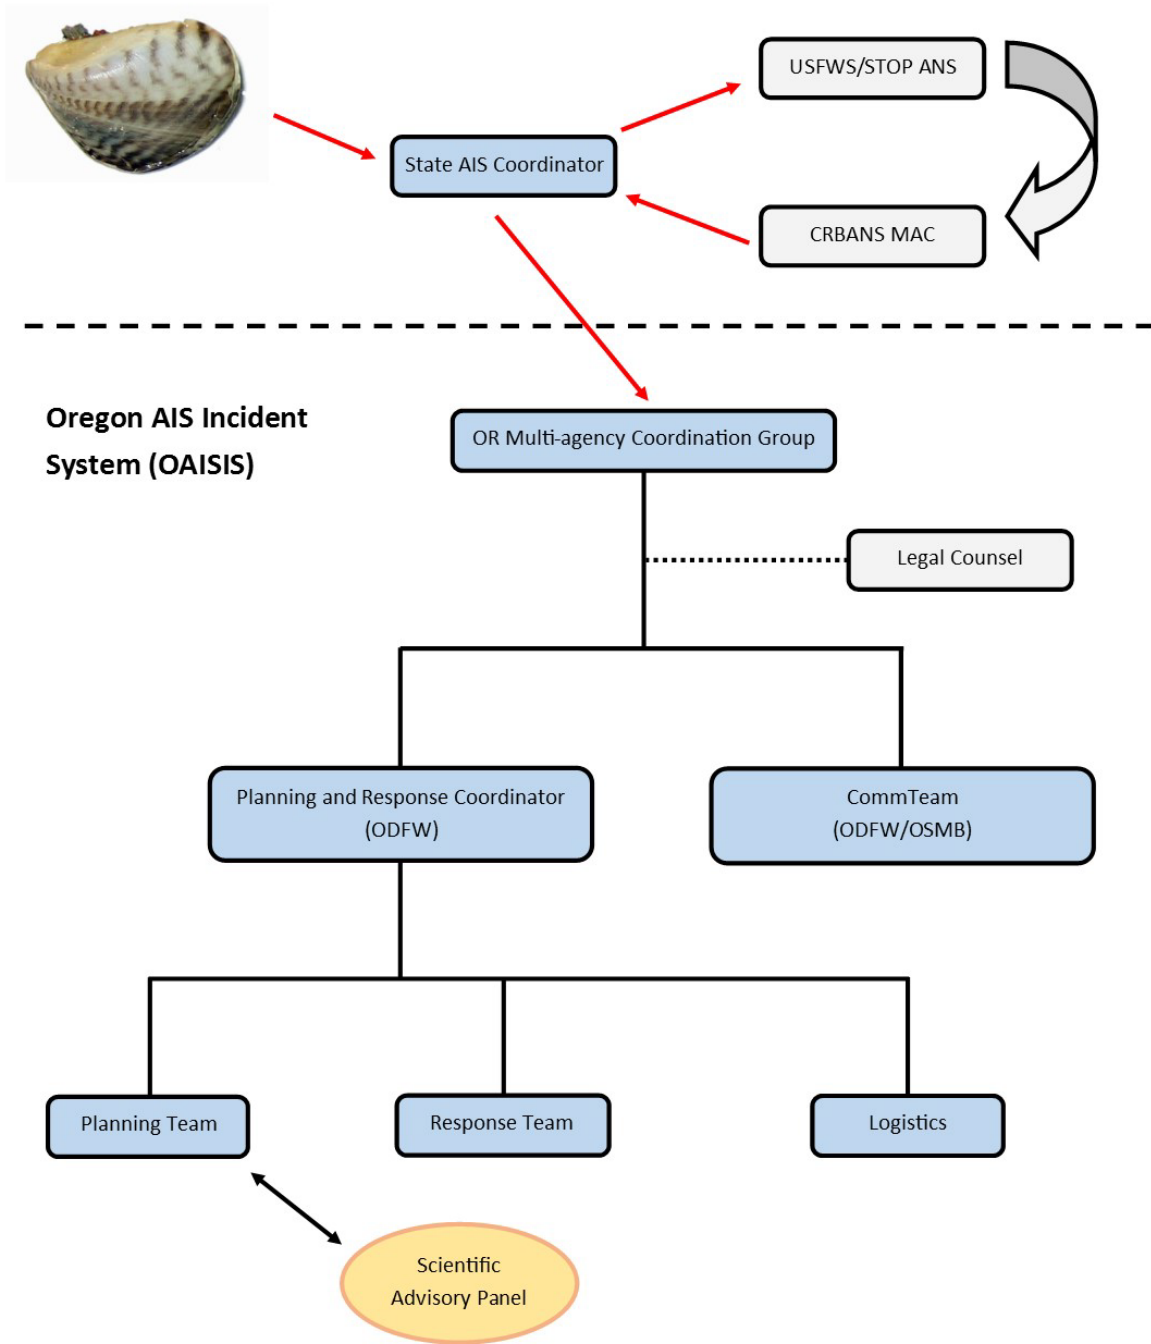 USFWS/STOP ANS
State AIS Coordinator
CRBANS MAC
Oregon AIS Incident
System (OAISIS)
OR Multi-agency Coordination Group
Legal Counsel
Planning and Response Coordinator
(ODFW)
CommTeam
(ODFW/OSMB)
Planning Team
Response Team
Logistics
Scientific
Advisory Panel